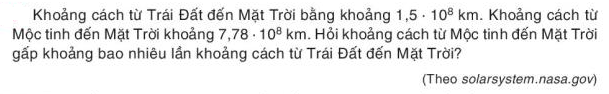 Khoảng cách từ Trái Đất đến Mặt Trời bằng khoảng 1,5 · 10⁸ km. Khoảng cách từ
Mộc tinh đến Mặt Trời khoảng 7,78 · 10⁸ km. Hỏi khoảng cách từ Mộc tinh đến Mặt Trời
gấp khoảng bao nhiêu lần khoảng cách từ Trái Đất đến Mặt Trời?
(Theo solarsystem.nasa.gov)